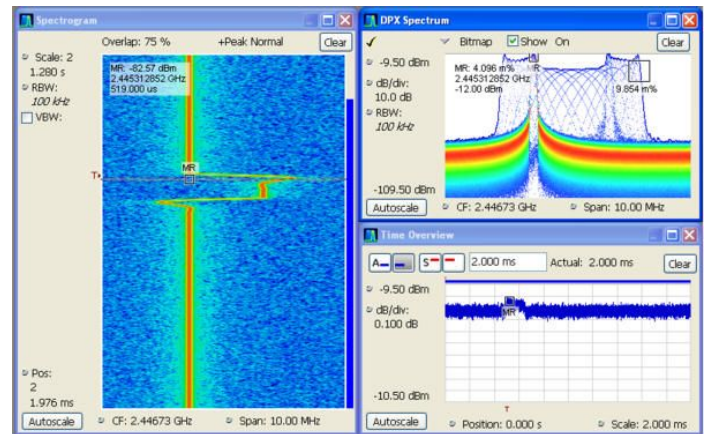 Spectrogram
Overlap: 75 %
+Peak Normal
Clear
Scale: 2
1.280 s
RBW:
100 kHz
VBW:
MR: -82.57 dBm
2.445312852 GHz
519.000 us
MR
T
Pos:
2
1.976 ms
Autoscale
CF: 2.44673 GHz
Span: 10.00 MHz
DPX Spectrum
Bitmap
Show
On
Clear
-9.50 dBm
dB/div:
10.0 dB
RBW:
100 kHz
MR: 4.096 m%
2.445312852 GHz
-12.00 dBm
MR
9.854 m%
-109.50 dBm
Autoscale
CF: 2.44673 GHz
Span: 10.00 MHz
Time Overview
A
S
2.000 ms
Actual: 2.000 ms
Clear
-9.50 dBm
dB/div:
0.100 dB
MR
-10.50 dBm
T
Autoscale
Position: 0.000 s
Scale: 2.000 ms